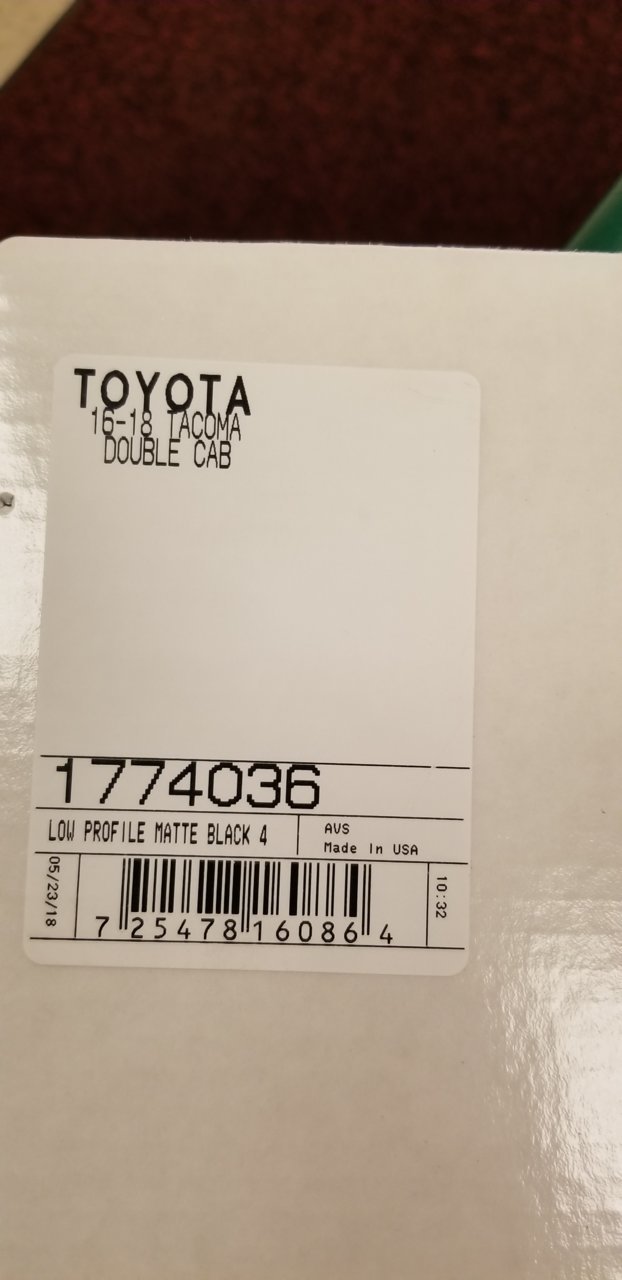 TOYOTA
16-18 TACOMA
DOUBLE CAB
1774036
LOW PROFILE MATTE BLACK 4
AVS
Made In USA
05/23/18
7 25478 16086 4
10:32